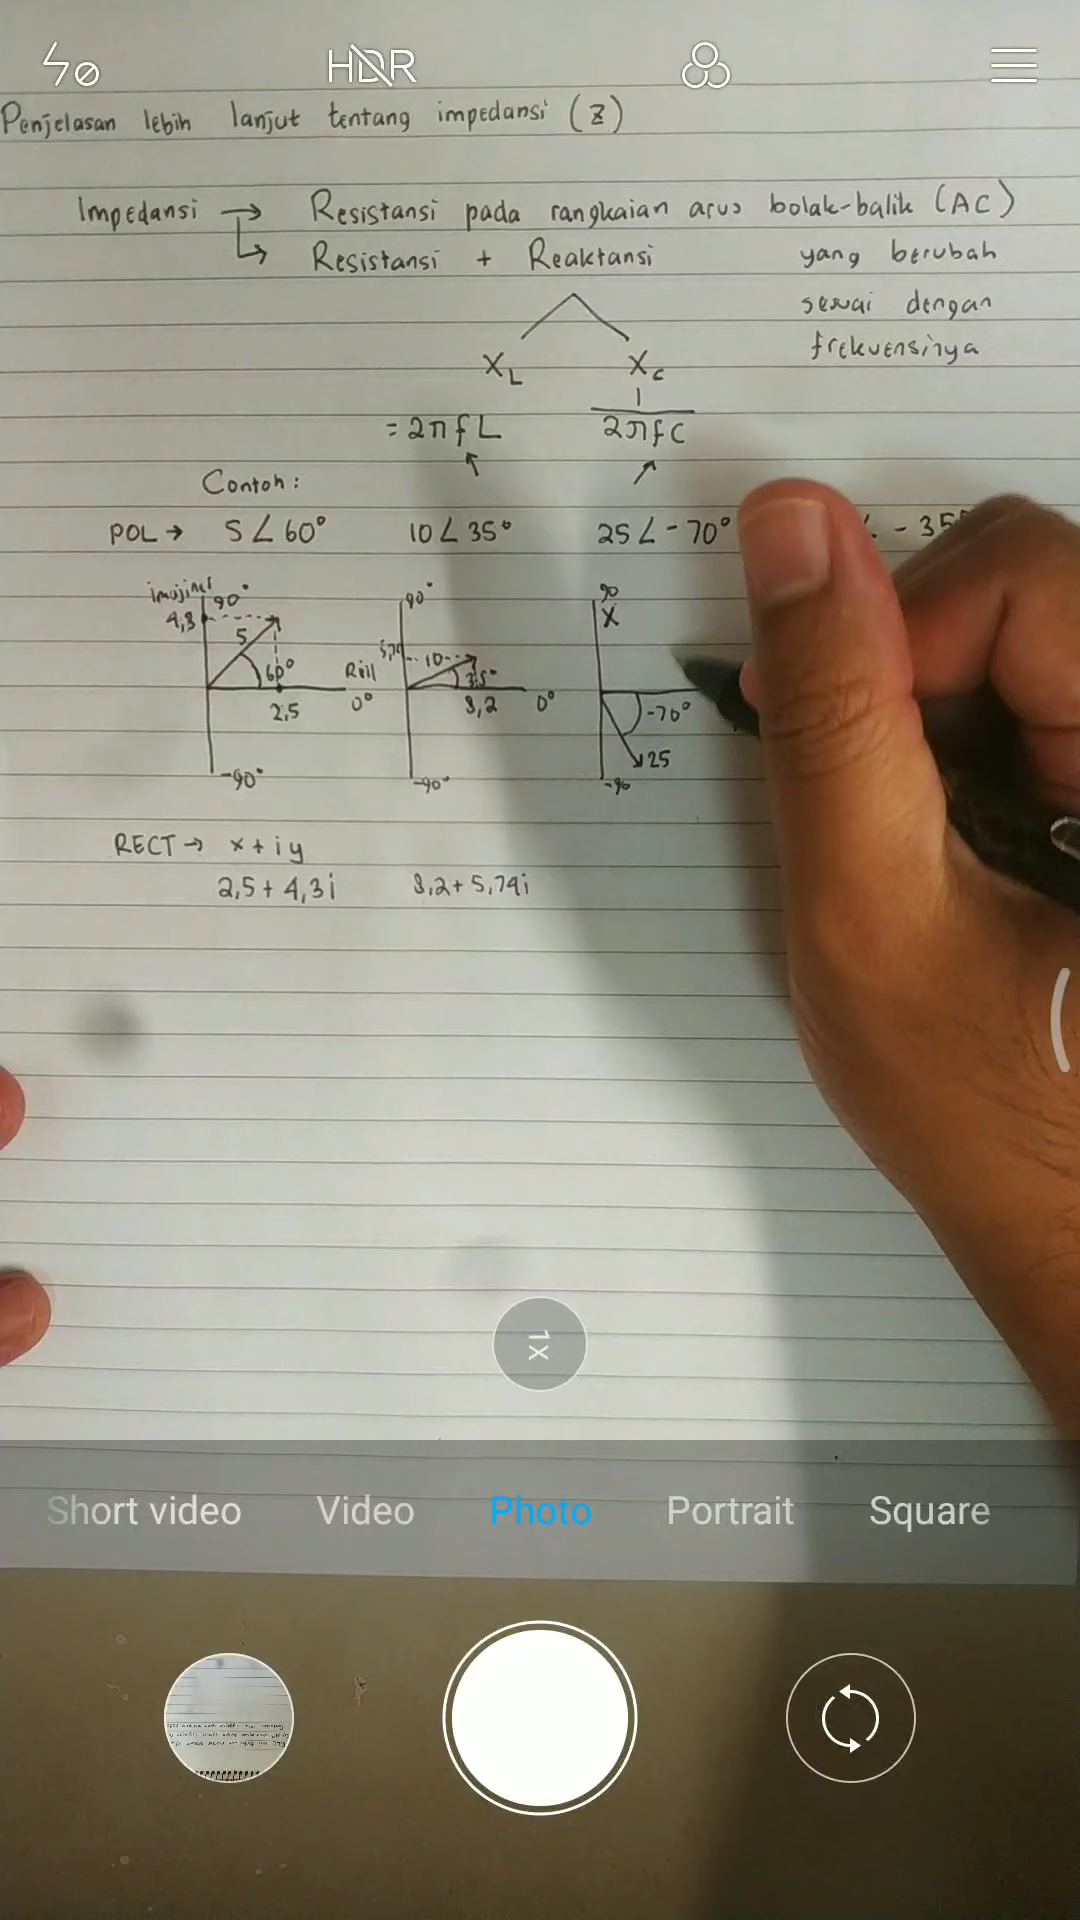 HDR
Penjelasan lebih lanjut tentang impedansi (Z)
Impedansi → Resistansi pada rangkaian arus bolak-balik (AC)
↳ Resistansi + Reaktansi yang berubah
sesuai dengan
frekuensinya
X_L X_C
= 2πfL 1/2πfC
Contoh:
POL → 5∠60° 10∠35° 25∠-70° ∠ -35
imajiner 90° 90° 90
4,3 5 60° Riil 0° 2,5 -90°
5,74 10 35° 8,2 0° -90°
X -70° 25 -90
RECT → x + iy
2,5 + 4,3i 8,2 + 5,74i
1X
Short video Video Photo Portrait Square